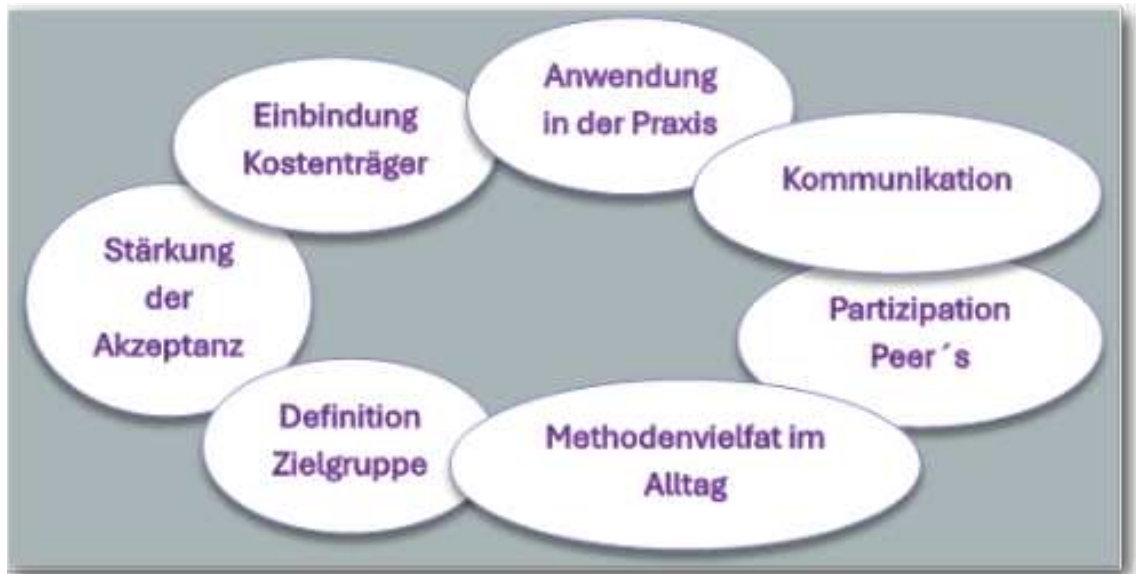 Anwendung
in der Praxis
Einbindung
Kostenträger
Kommunikation
Stärkung
der
Akzeptanz
Partizipation
Peer ´s
Definition
Zielgruppe
Methodenvielfat im
Alltag